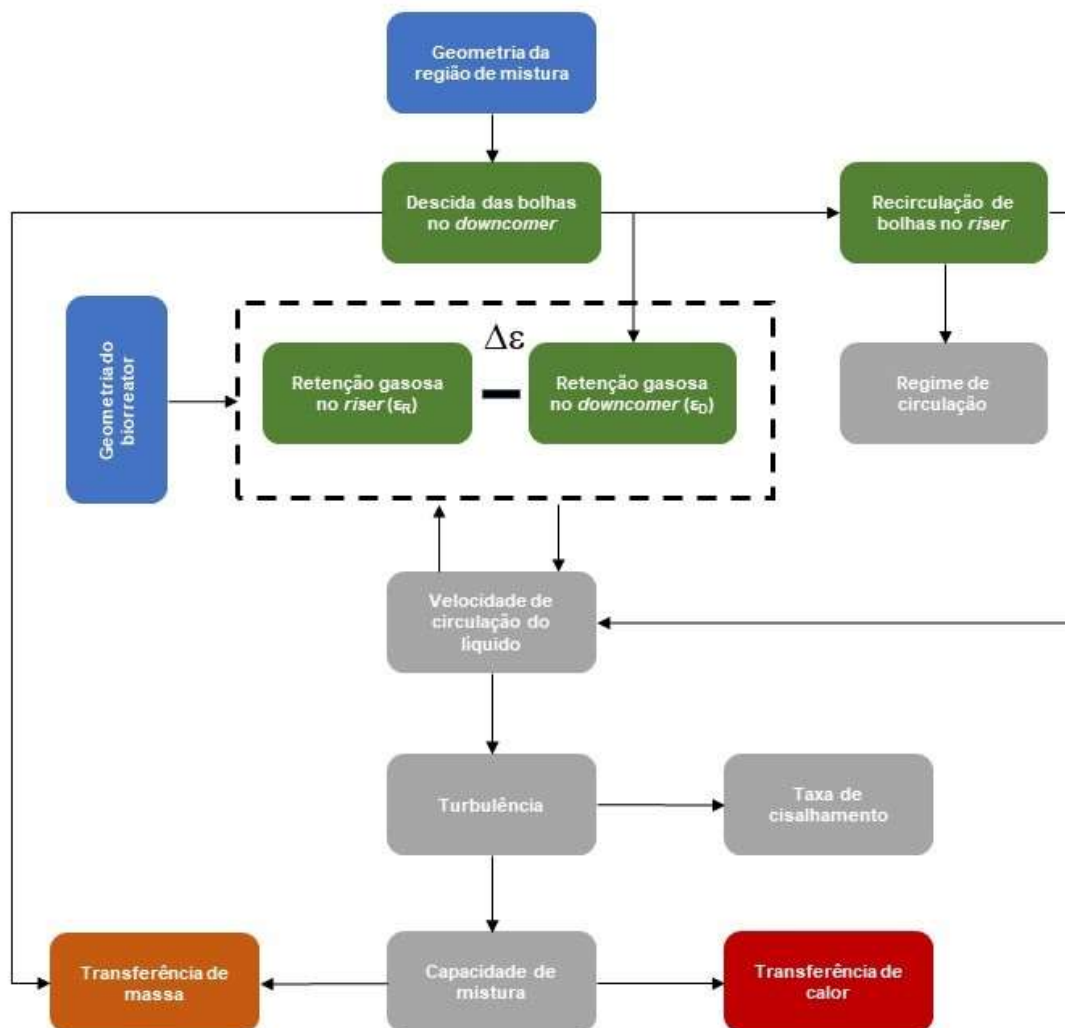 Geometria da
região de mistura
Descida das bolhas
no downcomer
Recirculação de
bolhas no riser
Geometria do
biorreator
Δε
Retenção gasosa
no riser (εR)
Retenção gasosa
no downcomer (εD)
Regime de
circulação
Velocidade de
circulação do
líquido
Turbulência
Taxa de
cisalhamento
Transferência de
massa
Capacidade de
mistura
Transferência de
calor